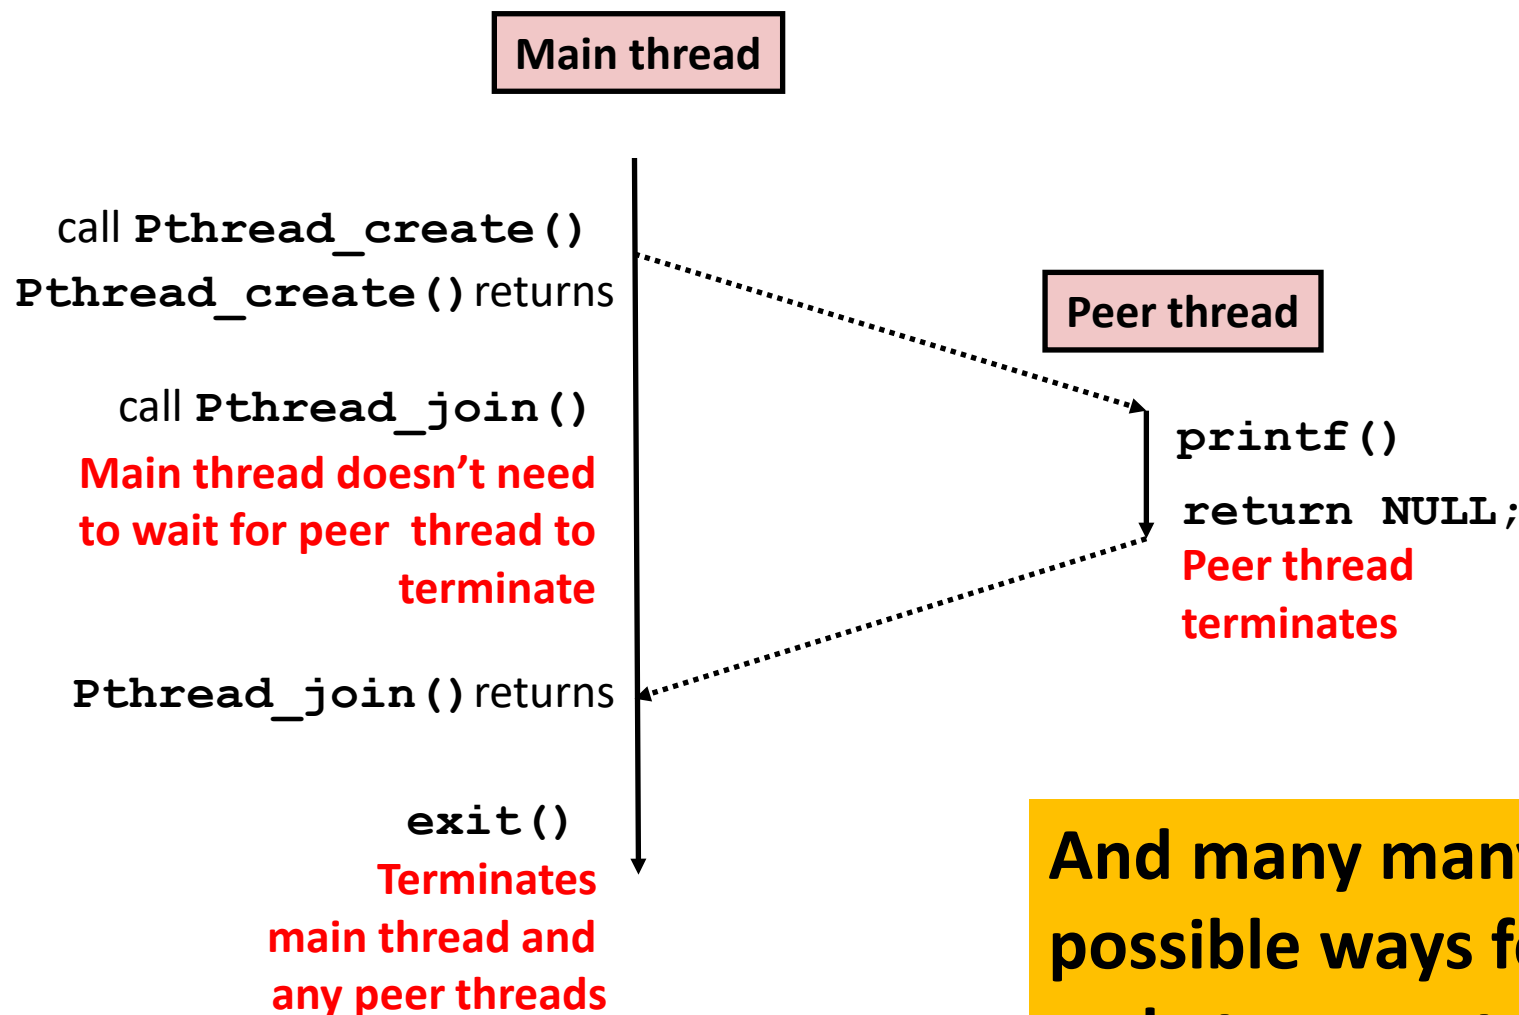 Main thread
call Pthread_create()
Pthread_create() returns
Peer thread
call Pthread_join()
Main thread doesn’t need
to wait for peer  thread to
terminate
printf()
return NULL;
Peer thread
terminates
Pthread_join() returns
exit()
Terminates
main thread and
any peer threads
And many
possible ways